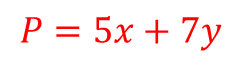 P = 5x + 7y